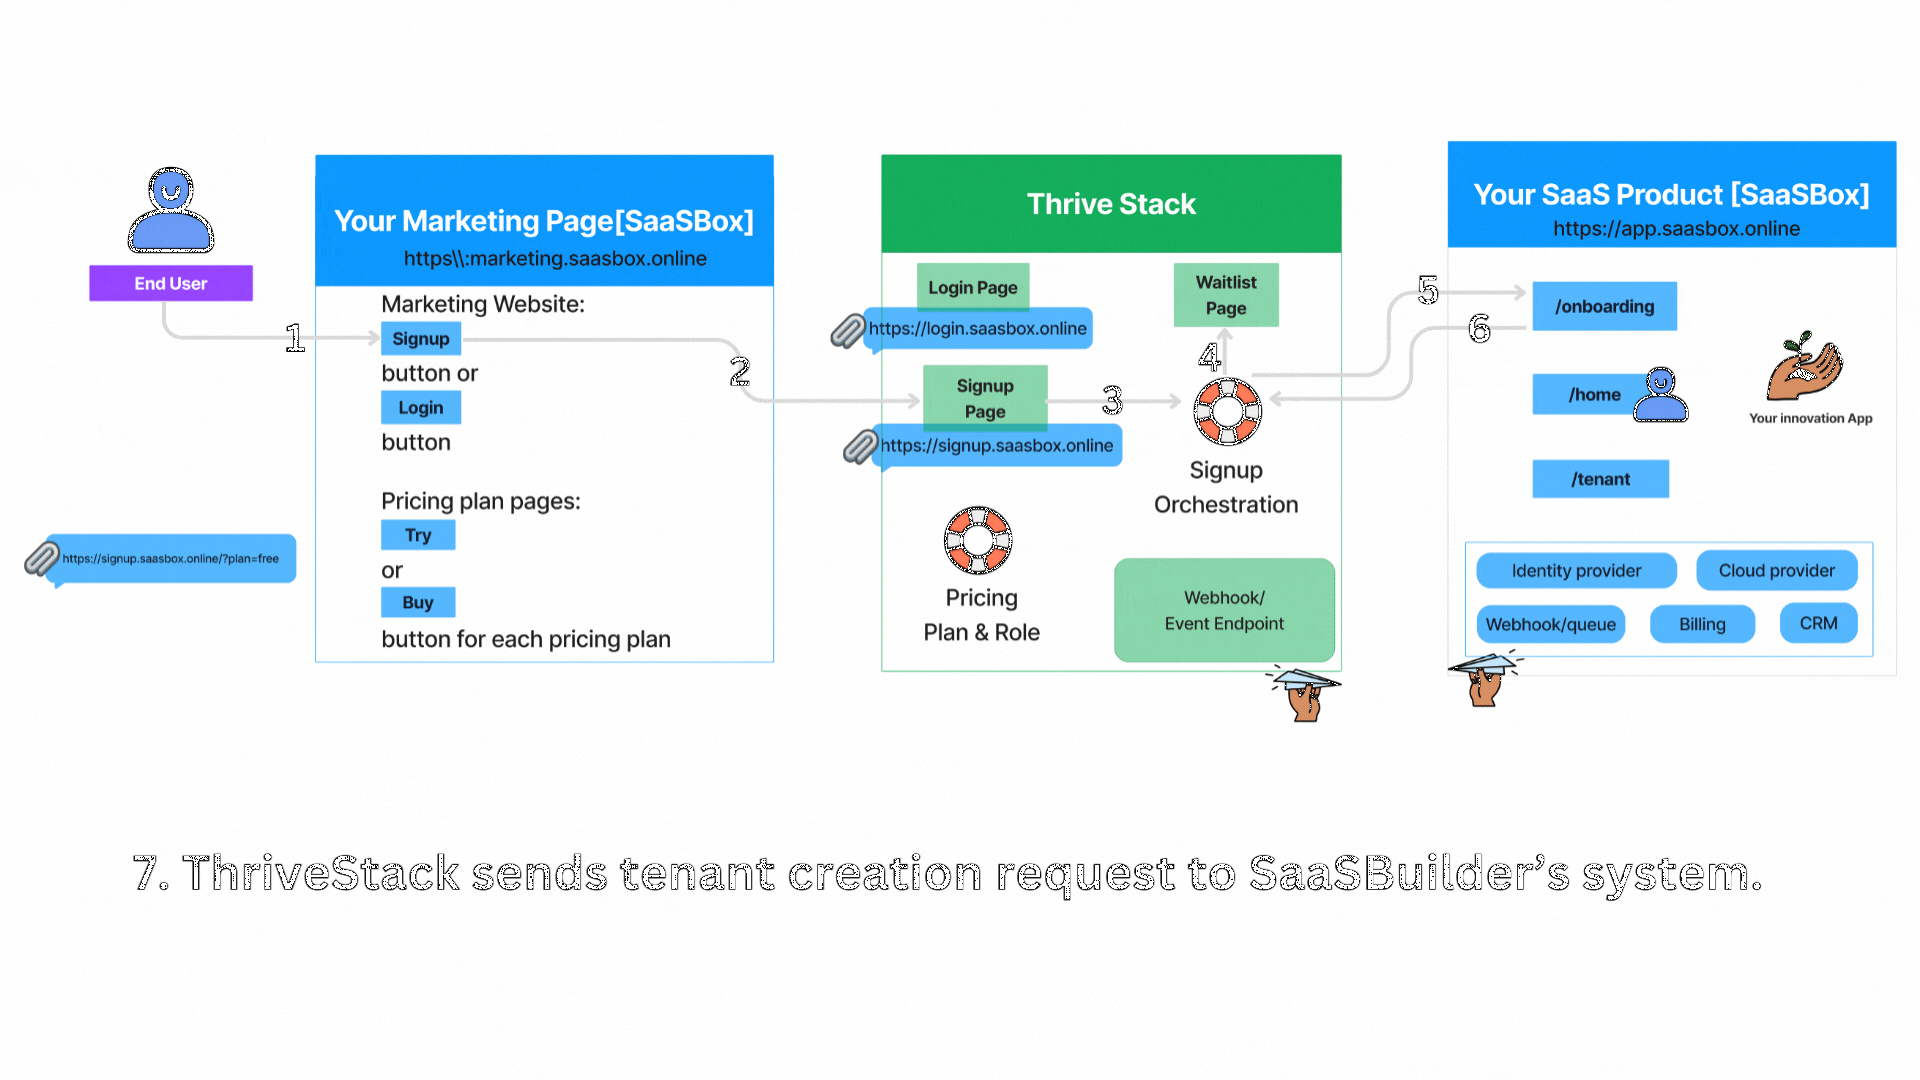 End User
1
https://signup.saasbox.online/?plan=free
Your Marketing Page[SaaSBox]
https\\:marketing.saasbox.online
Marketing Website:
Signup
button or
Login
button
Pricing plan pages:
Try
or
Buy
button for each pricing plan
2
Thrive Stack
Login Page
https://login.saasbox.online
Waitlist
Page
4
Signup
Page
https://signup.saasbox.online
3
Signup
Orchestration
Pricing
Plan & Role
Webhook/
Event Endpoint
5
6
Your SaaS Product [SaaSBox]
https://app.saasbox.online
/onboarding
/home
/tenant
Your innovation App
Identity provider
Cloud provider
Webhook/queue
Billing
CRM
7. ThriveStack sends tenant creation request to SaaSBuilder’s system.